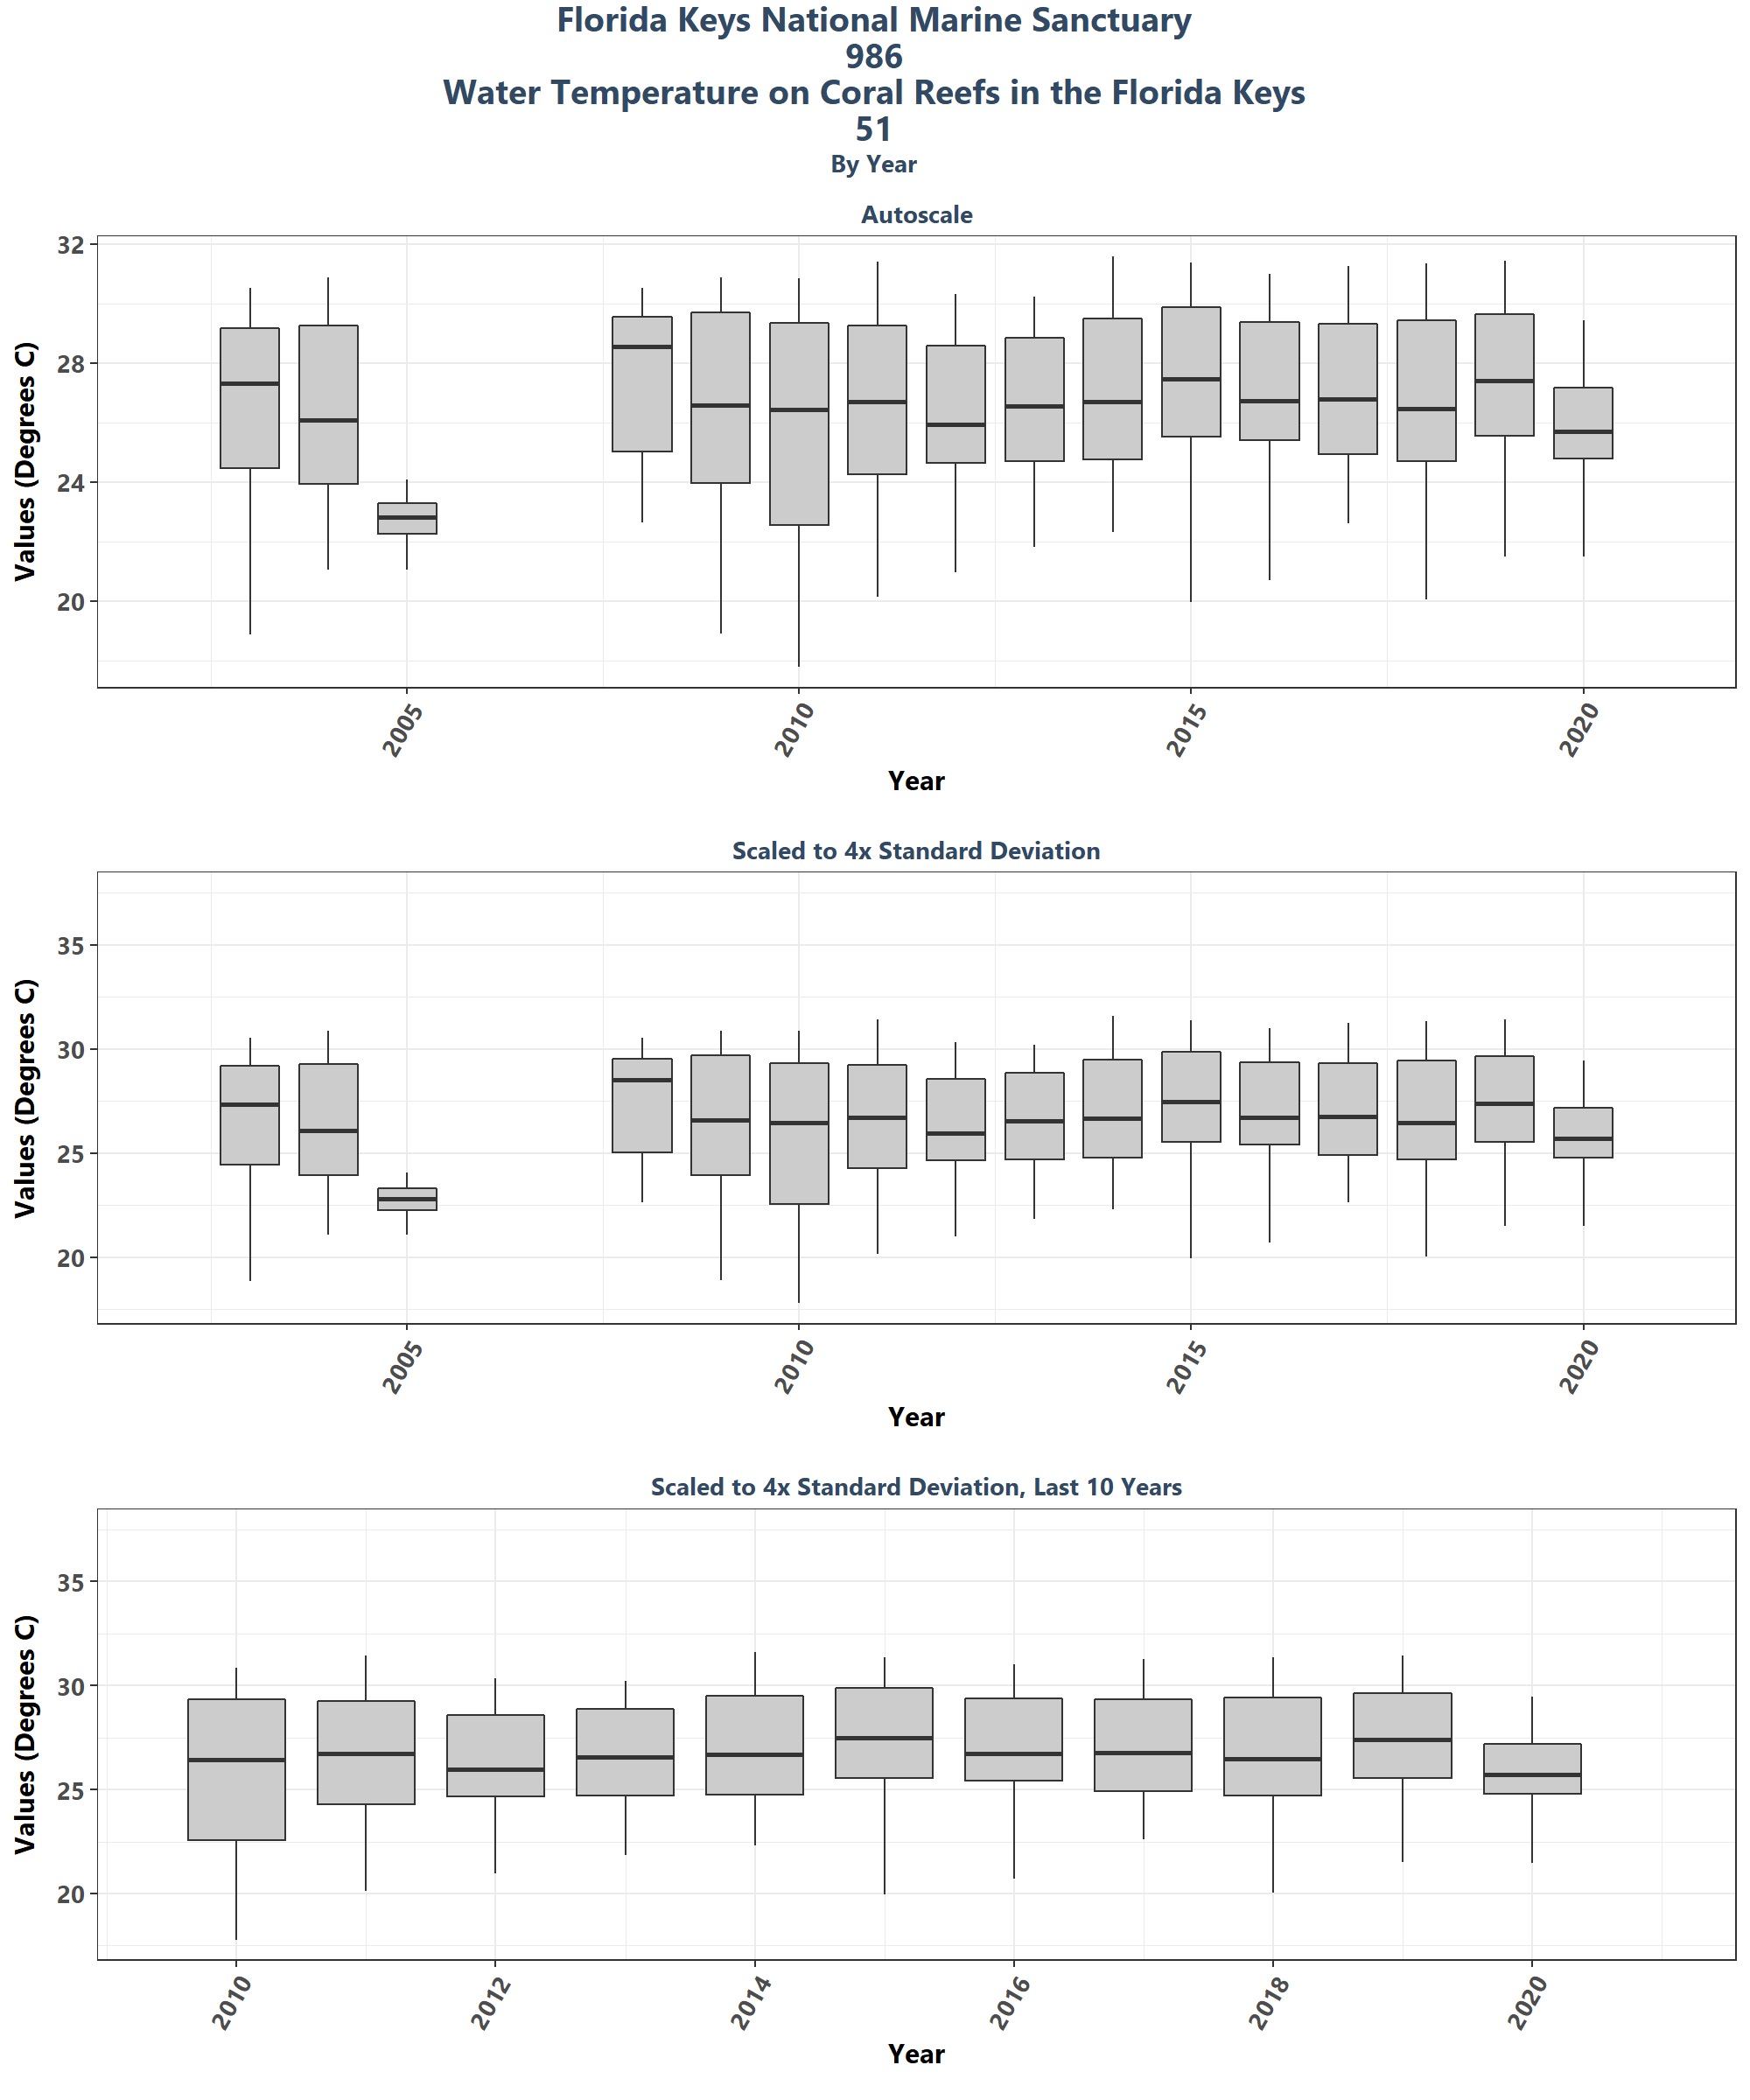 Florida Keys National Marine Sanctuary
986
Water Temperature on Coral Reefs in the Florida Keys
51
By Year
Autoscale
Values (Degrees C)
32
28
24
20
2005
2010
2015
2020
Year
Scaled to 4x Standard Deviation
Values (Degrees C)
35
30
25
20
2005
2010
2015
2020
Year
Scaled to 4x Standard Deviation, Last 10 Years
Values (Degrees C)
35
30
25
20
2010
2012
2014
2016
2018
2020
Year